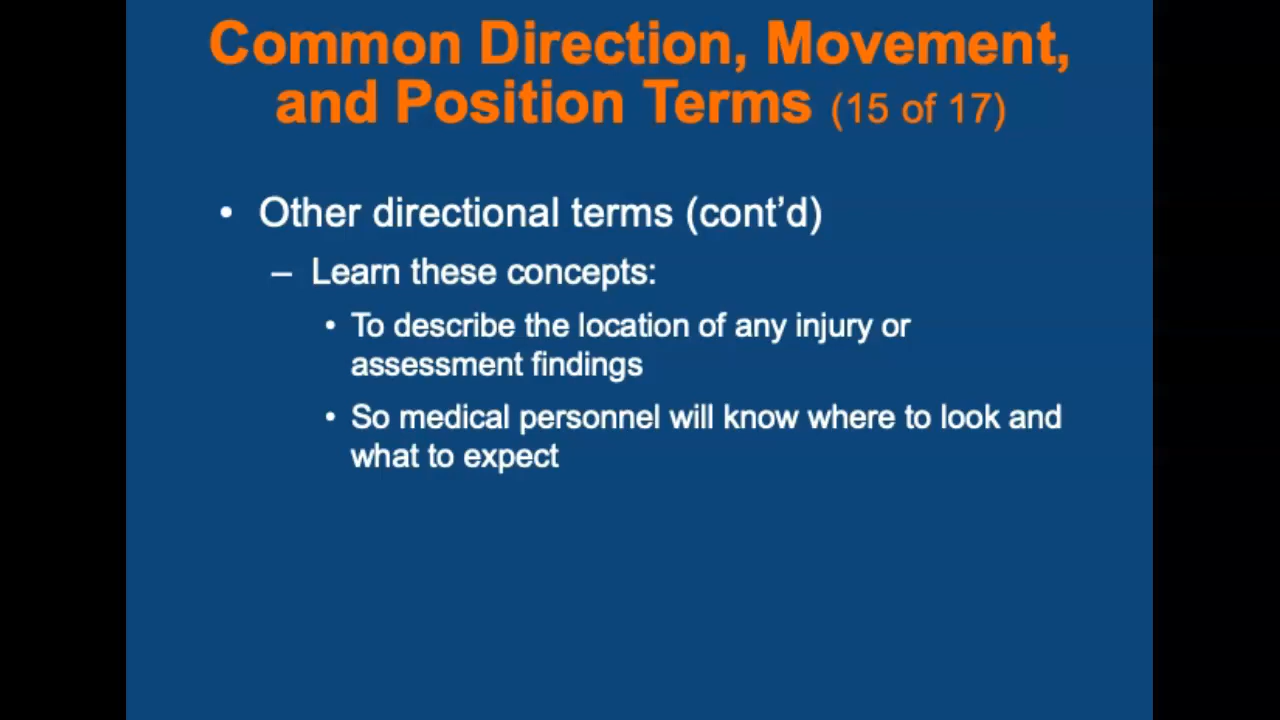 Common Direction, Movement,
and Position Terms (15 of 17)
• Other directional terms (cont’d)
– Learn these concepts:
• To describe the location of any injury or
assessment findings
• So medical personnel will know where to look and
what to expect